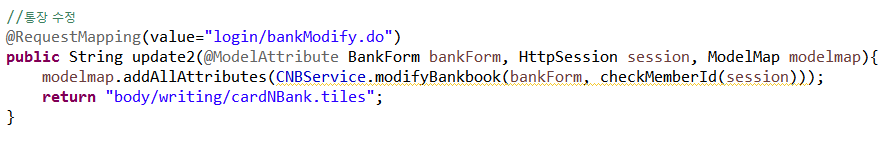 //통장 수정
@RequestMapping(value="login/bankModify.do")
public String update2(@ModelAttribute BankForm bankForm, HttpSession session, ModelMap modelmap){
    modelmap.addAllAttributes(CNBService.modifyBankbook(bankForm, checkMemberId(session)));
    return "body/writing/cardNBank.tiles";
}